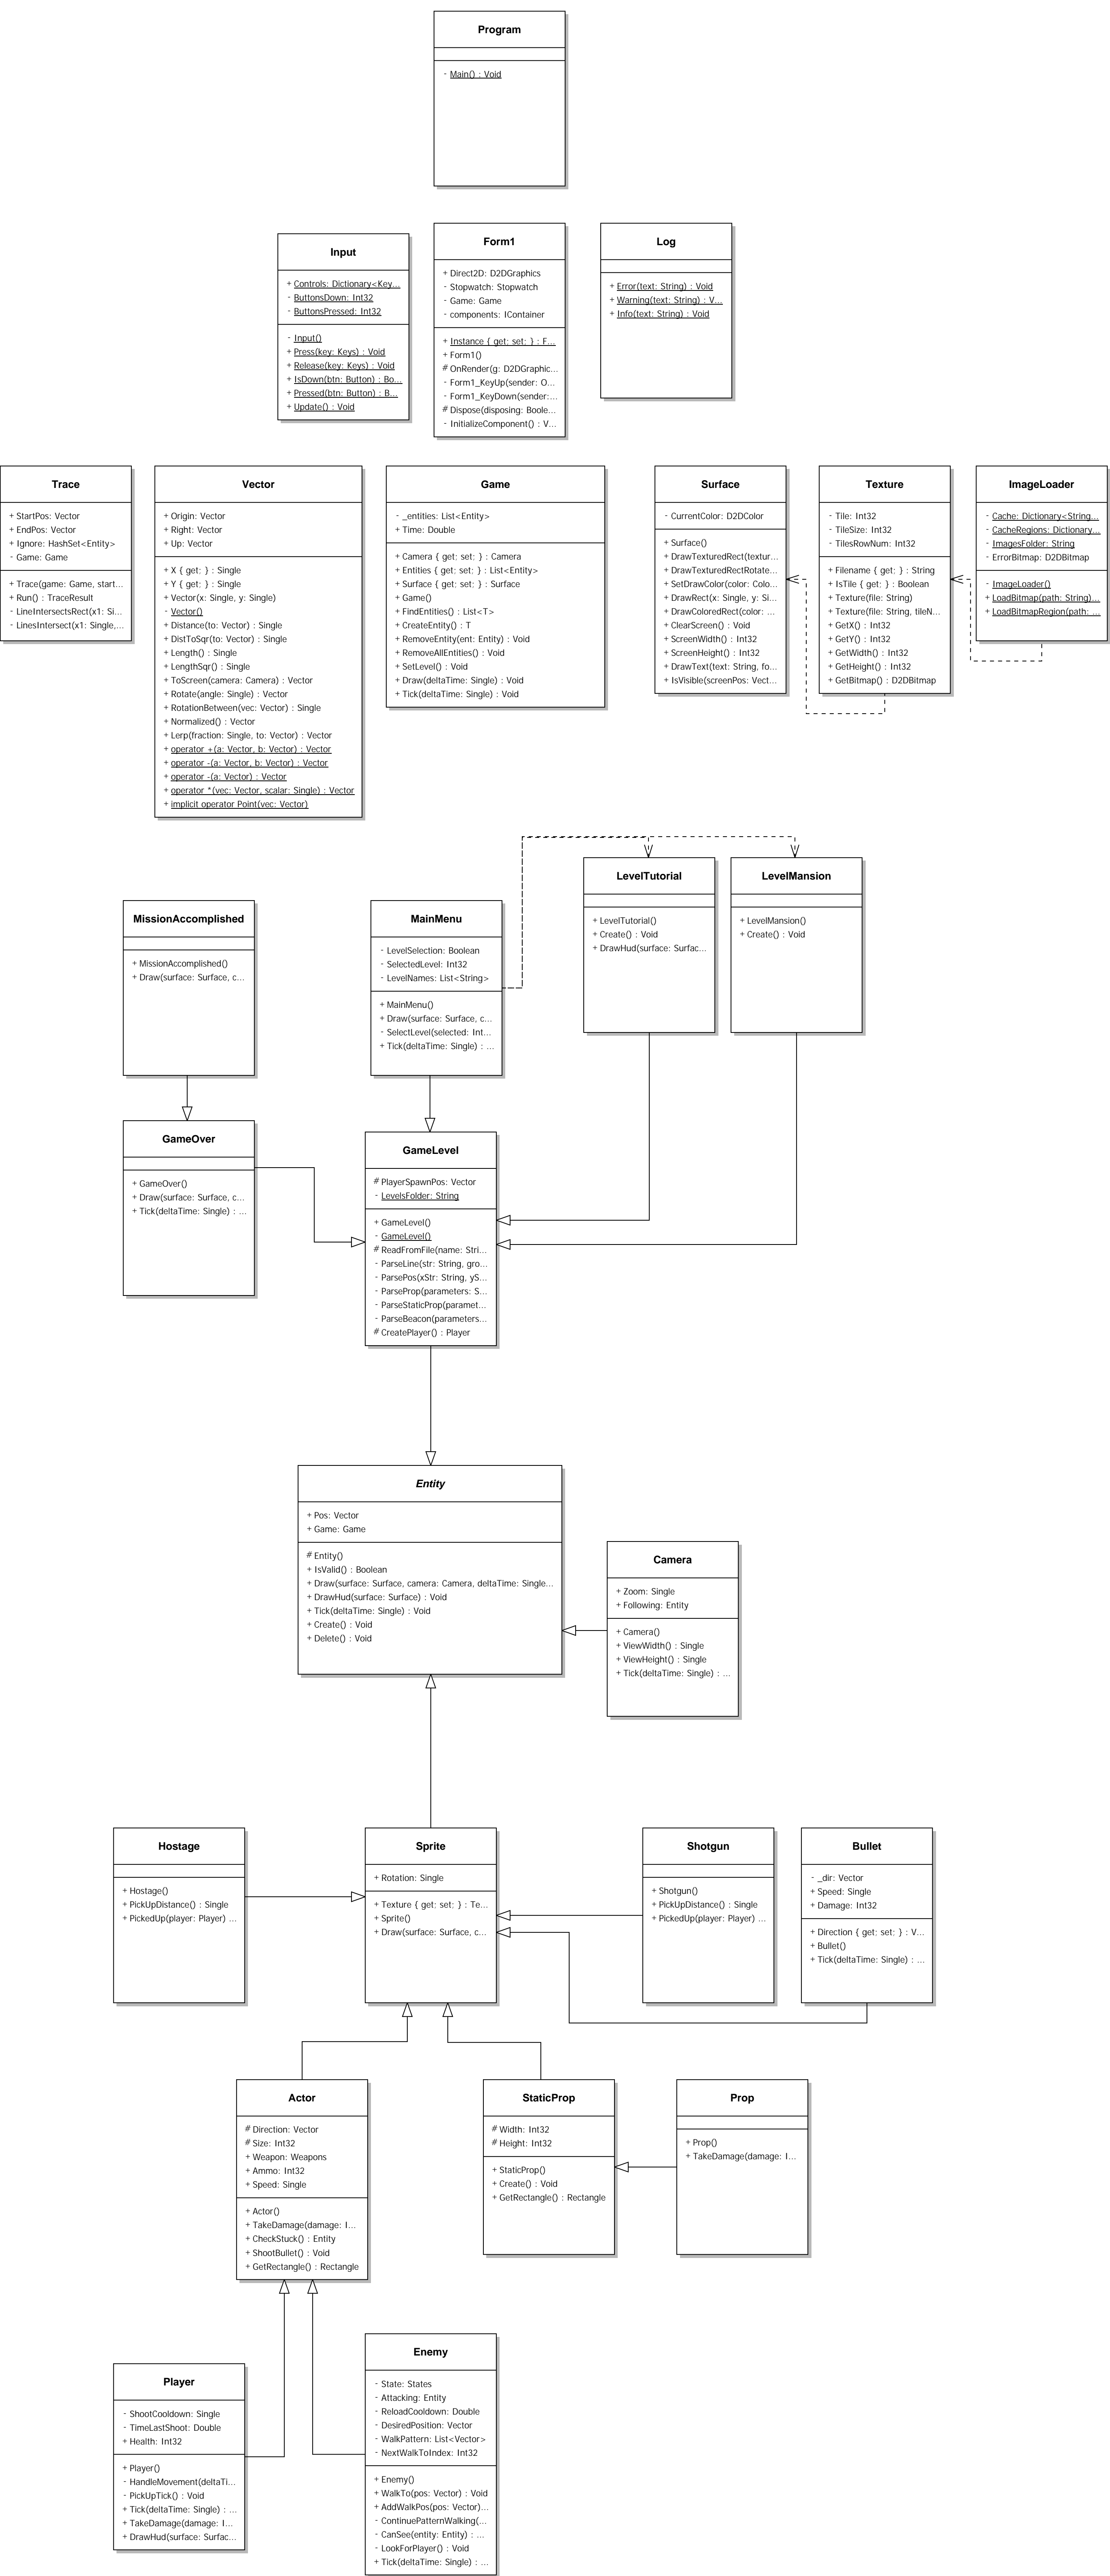 Program
- Main() : Void
Input
+ Controls: Dictionary<Key...
- ButtonsDown: Int32
- ButtonsPressed: Int32
- Input()
+ Press(key: Keys) : Void
+ Release(key: Keys) : Void
+ IsDown(btn: Button) : Bo...
+ Pressed(btn: Button) : B...
+ Update() : Void
Form1
+ Direct2D: D2DGraphics
- Stopwatch: Stopwatch
- Game: Game
- components: IContainer
+ Instance { get; set; } : F...
+ Form1()
# OnRender(g: D2DGraphic...
- Form1_KeyUp(sender: O...
- Form1_KeyDown(sender:...
# Dispose(disposing: Boole...
- InitializeComponent() : V...
Log
+ Error(text: String) : Void
+ Warning(text: String) : V...
+ Info(text: String) : Void
Trace
+ StartPos: Vector
+ EndPos: Vector
+ Ignore: HashSet<Entity>
- Game: Game
+ Trace(game: Game, start...
+ Run() : TraceResult
- LineIntersectsRect(x1: Si...
- LinesIntersect(x1: Single,...
Vector
+ Origin: Vector
+ Right: Vector
+ Up: Vector
+ X { get; } : Single
+ Y { get; } : Single
+ Vector(x: Single, y: Single)
- Vector()
+ Distance(to: Vector) : Single
+ DistToSqr(to: Vector) : Single
+ Length() : Single
+ LengthSqr() : Single
+ ToScreen(camera: Camera) : Vector
+ Rotate(angle: Single) : Vector
+ RotationBetween(vec: Vector) : Single
+ Normalized() : Vector
+ Lerp(fraction: Single, to: Vector) : Vector
+ operator +(a: Vector, b: Vector) : Vector
+ operator -(a: Vector, b: Vector) : Vector
+ operator -(a: Vector) : Vector
+ operator *(vec: Vector, scalar: Single) : Vector
+ implicit operator Point(vec: Vector)
Game
- _entities: List<Entity>
+ Time: Double
+ Camera { get; set; } : Camera
+ Entities { get; set; } : List<Entity>
+ Surface { get; set; } : Surface
+ Game()
+ FindEntities() : List<T>
+ CreateEntity() : T
+ RemoveEntity(ent: Entity) : Void
+ RemoveAllEntities() : Void
+ SetLevel() : Void
+ Draw(deltaTime: Single) : Void
+ Tick(deltaTime: Single) : Void
Surface
- CurrentColor: D2DColor
+ Surface()
+ DrawTexturedRect(textur...
+ DrawTexturedRectRotate...
+ SetDrawColor(color: Colo...
+ DrawRect(x: Single, y: Si...
+ DrawColoredRect(color: ...
+ ClearScreen() : Void
+ ScreenWidth() : Int32
+ ScreenHeight() : Int32
+ DrawText(text: String, fo...
+ IsVisible(screenPos: Vect...
Texture
- Tile: Int32
- TileSize: Int32
- TilesRowNum: Int32
+ Filename { get; } : String
+ IsTile { get; } : Boolean
+ Texture(file: String)
+ Texture(file: String, tileN...
+ GetX() : Int32
+ GetY() : Int32
+ GetWidth() : Int32
+ GetHeight() : Int32
+ GetBitmap() : D2DBitmap
ImageLoader
- Cache: Dictionary<String...
- CacheRegions: Dictionary...
- ImagesFolder: String
- ErrorBitmap: D2DBitmap
- ImageLoader()
+ LoadBitmap(path: String)...
+ LoadBitmapRegion(path: ...
MissionAccomplished
+ MissionAccomplished()
+ Draw(surface: Surface, c...
MainMenu
- LevelSelection: Boolean
- SelectedLevel: Int32
- LevelNames: List<String>
+ MainMenu()
+ Draw(surface: Surface, c...
- SelectLevel(selected: Int...
+ Tick(deltaTime: Single) : ...
LevelTutorial
+ LevelTutorial()
+ Create() : Void
+ DrawHud(surface: Surfac...
LevelMansion
+ LevelMansion()
+ Create() : Void
GameOver
+ GameOver()
+ Draw(surface: Surface, c...
+ Tick(deltaTime: Single) : ...
GameLevel
# PlayerSpawnPos: Vector
- LevelsFolder: String
+ GameLevel()
- GameLevel()
# ReadFromFile(name: Stri...
- ParseLine(str: String, gro...
- ParsePos(xStr: String, yS...
- ParseProp(parameters: S...
- ParseStaticProp(paramet...
- ParseBeacon(parameters...
# CreatePlayer() : Player
Entity
+ Pos: Vector
+ Game: Game
# Entity()
+ IsValid() : Boolean
+ Draw(surface: Surface, camera: Camera, deltaTime: Single...
+ DrawHud(surface: Surface) : Void
+ Tick(deltaTime: Single) : Void
+ Create() : Void
+ Delete() : Void
Camera
+ Zoom: Single
+ Following: Entity
+ Camera()
+ ViewWidth() : Single
+ ViewHeight() : Single
+ Tick(deltaTime: Single) : ...
Hostage
+ Hostage()
+ PickUpDistance() : Single
+ PickedUp(player: Player) ...
Sprite
+ Rotation: Single
+ Texture { get; set; } : Te...
+ Sprite()
+ Draw(surface: Surface, c...
Shotgun
+ Shotgun()
+ PickUpDistance() : Single
+ PickedUp(player: Player) ...
Bullet
- _dir: Vector
+ Speed: Single
+ Damage: Int32
+ Direction { get; set; } : V...
+ Bullet()
+ Tick(deltaTime: Single) : ...
Actor
# Direction: Vector
# Size: Int32
+ Weapon: Weapons
+ Ammo: Int32
+ Speed: Single
+ Actor()
+ TakeDamage(damage: I...
+ CheckStuck() : Entity
+ ShootBullet() : Void
+ GetRectangle() : Rectangle
StaticProp
# Width: Int32
# Height: Int32
+ StaticProp()
+ Create() : Void
+ GetRectangle() : Rectangle
Prop
+ Prop()
+ TakeDamage(damage: I...
Player
- ShootCooldown: Single
- TimeLastShoot: Double
+ Health: Int32
+ Player()
- HandleMovement(deltaTi...
- PickUpTick() : Void
+ Tick(deltaTime: Single) : ...
+ TakeDamage(damage: I...
+ DrawHud(surface: Surfac...
Enemy
- State: States
- Attacking: Entity
- ReloadCooldown: Double
- DesiredPosition: Vector
- WalkPattern: List<Vector>
- NextWalkToIndex: Int32
+ Enemy()
+ WalkTo(pos: Vector) : Void
+ AddWalkPos(pos: Vector)...
- ContinuePatternWalking(...
- CanSee(entity: Entity) : ...
- LookForPlayer() : Void
+ Tick(deltaTime: Single) : ...